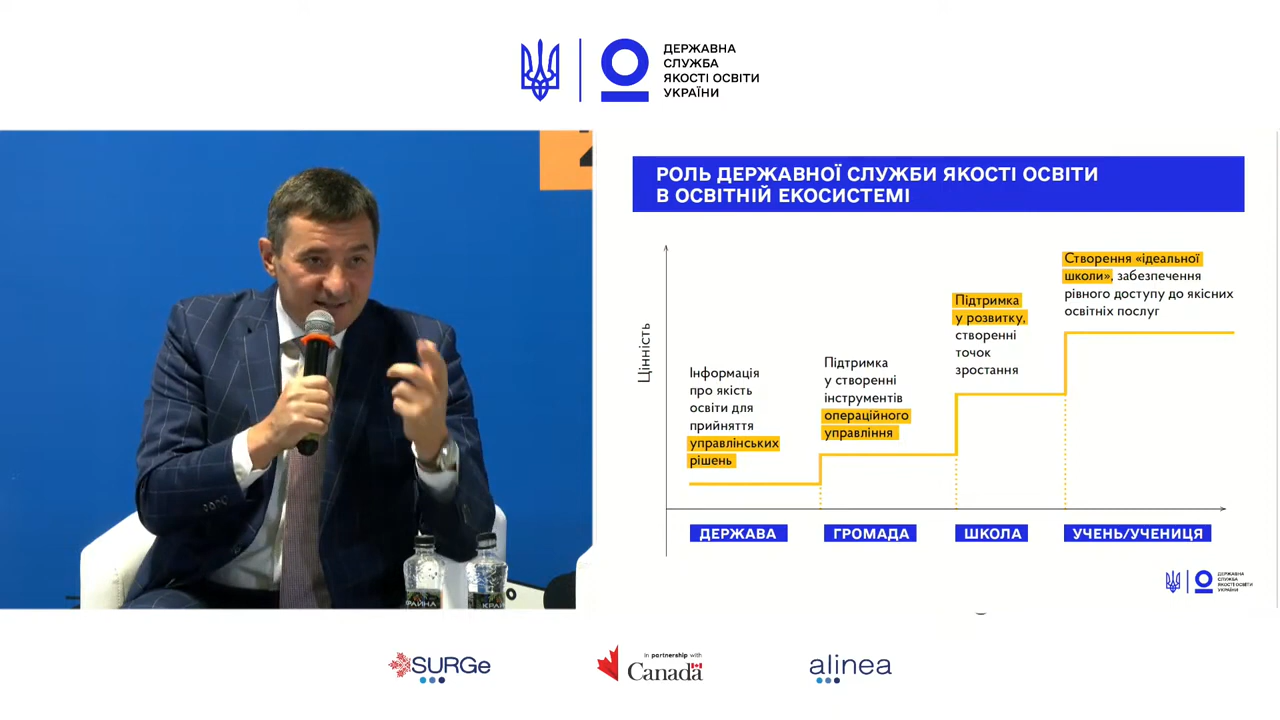 ДЕРЖАВНА
СЛУЖБА
ЯКОСТІ ОСВІТИ
УКРАЇНИ
РОЛЬ ДЕРЖАВНОЇ СЛУЖБИ ЯКОСТІ ОСВІТИ
В ОСВІТНІЙ ЕКОСИСТЕМІ
Цінність
Інформація
про якість
освіти для
прийняття
управлінських
рішень
Підтримка
у створенні
інструментів
операційного
управління
Підтримка
у розвитку,
створенні
точок
зростання
Створення «ідеальної
школи», забезпечення
рівного доступу до якісних
освітніх послуг
ДЕРЖАВА
ГРОМАДА
ШКОЛА
УЧЕНЬ/УЧЕНИЦЯ
ДЕРЖАВНА
СЛУЖБА
ЯКОСТІ ОСВІТИ
УКРАЇНИ
SURGe
In partnership with
Canada
alinea